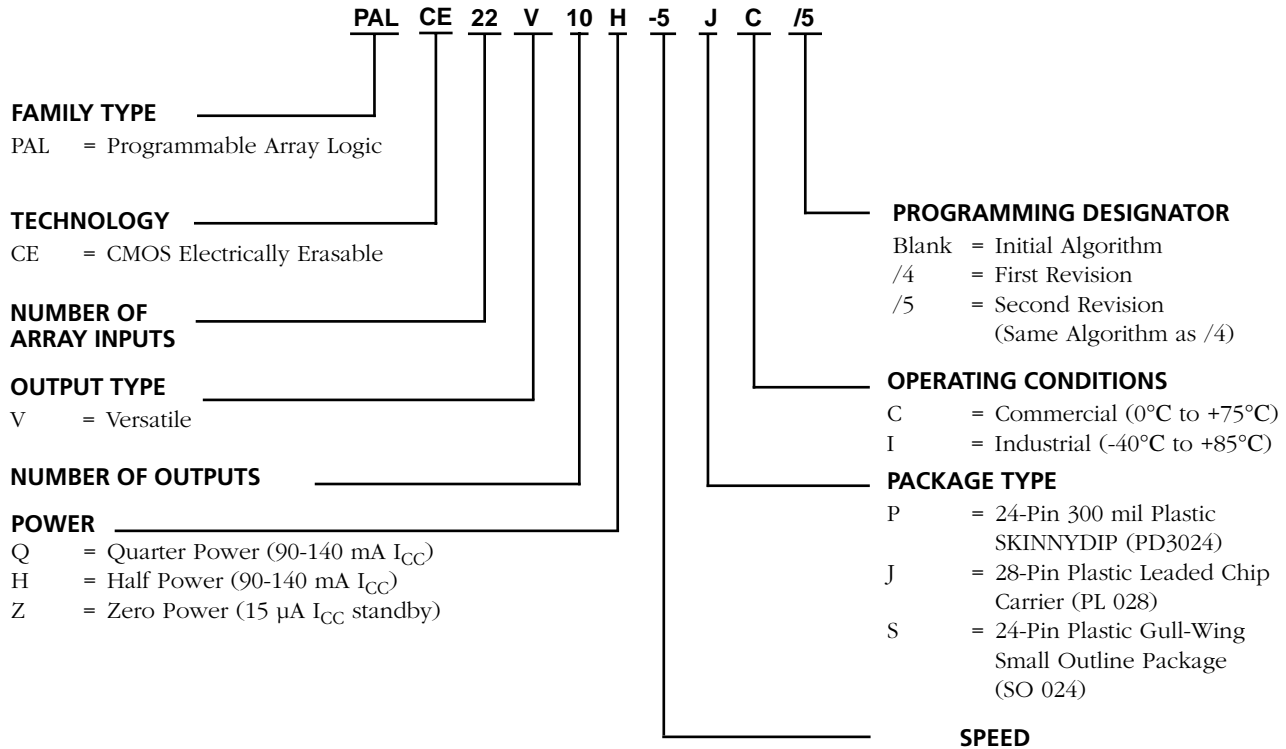 PAL CE 22 V 10 H -5 J C /5
FAMILY TYPE
PAL = Programmable Array Logic
TECHNOLOGY
CE = CMOS Electrically Erasable
NUMBER OF
ARRAY INPUTS
OUTPUT TYPE
V = Versatile
NUMBER OF OUTPUTS
POWER
Q = Quarter Power (90-140 mA ICC)
H = Half Power (90-140 mA ICC)
Z = Zero Power (15 µA ICC standby)
PROGRAMMING DESIGNATOR
Blank = Initial Algorithm
/4 = First Revision
/5 = Second Revision
(Same Algorithm as /4)
OPERATING CONDITIONS
C = Commercial (0°C to +75°C)
I = Industrial (-40°C to +85°C)
PACKAGE TYPE
P = 24-Pin 300 mil Plastic
SKINNYDIP (PD3024)
J = 28-Pin Plastic Leaded Chip
Carrier (PL 028)
S = 24-Pin Plastic Gull-Wing
Small Outline Package
(SO 024)
SPEED